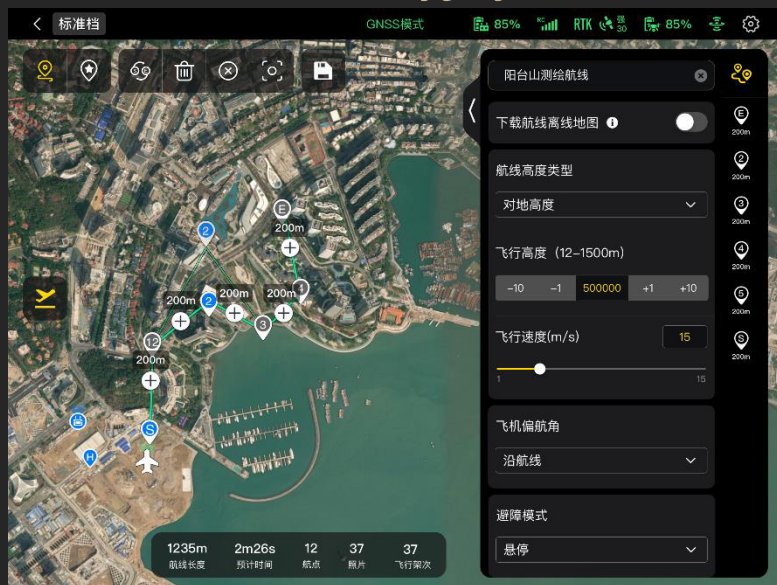 标准档
GNSS模式
85%
RC
RTK
强
30
85%
阳台山测绘航线
下载航线离线地图
航线高度类型
对地高度
飞行高度（12-1500m）
-10 -1 500000 +1 +10
飞行速度(m/s) 15
1 15
飞机偏航角
沿航线
避障模式
悬停
E
200m
2
200m
3
200m
4
200m
5
200m
S
200m
E
200m
2
200m 200m 200m
2
3
12
200m
S
H
1235m 2m26s 12 37 37
航线长度 预计时间 航点 照片 飞行架次